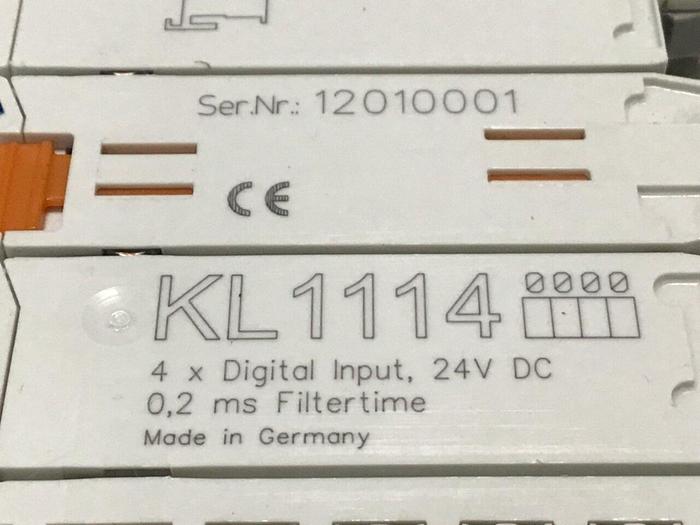 Ser.Nr.: 12010001
CE
KL1114 0000
4 x Digital Input, 24V DC
0,2 ms Filtertime
Made in Germany